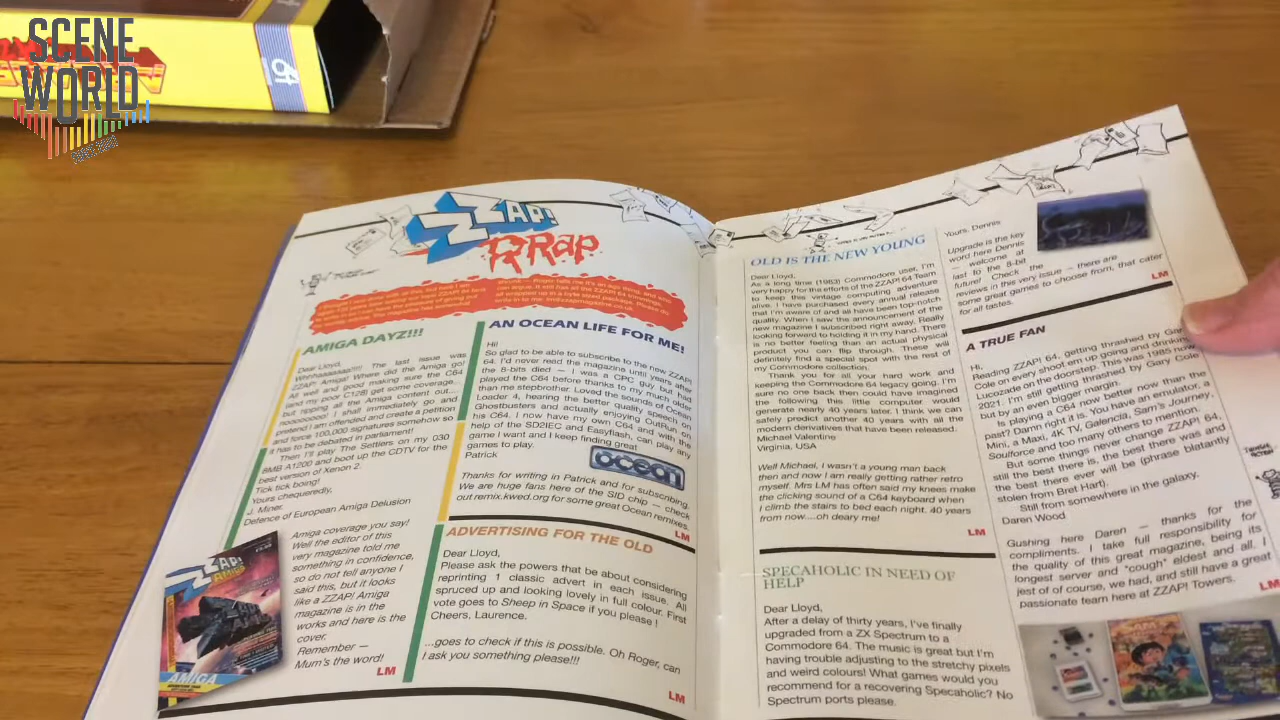 SCENE
WORLD
ZZAP!
RRAP
AMIGA DAYZ!!!
Dear Lloyd,
Whhhaaaaaaz!!!! The last issue was
ZZAP! Amiga! Where did the Amiga go!
All well and good making sure the C64
and my poor C128 get some coverage...
but ripping all the Amiga content out...
nooooooo! I shall immediately go and
pretend I am offended and create a petition
and force 100,000 signatures somehow so
it has to be debated in parliament!
Then I'll play The Settlers on my 030
8MB A1200 and boot up the CDTV for the
best version of Xenon 2.
Tick tick boing!
Yours chequeredly,
J. Miner,
Defence of European Amiga Delusion
Amiga coverage you say!
Well the editor of this
very magazine told me
something in confidence,
so do not tell anyone I
said this, but it looks
like a ZZAP! Amiga
magazine is in the
works and here is the
cover.
Remember —
Mum's the word!
LM
ZZAP!
AMIGA
AMIGA
AN OCEAN LIFE FOR ME!
Hi
So glad to be able to subscribe to the new ZZAP!
64. I'd never read the magazine until years after
the 8-bits died — I was a CPC guy but had
played the C64 before thanks to my much older
than me stepbrother. Loved the sounds of Ocean
Loader 4, hearing the better quality speech on
Ghostbusters and actually enjoying OutRun on
his C64. I now have my own C64 and with the
help of the SD2IEC and Easyflash, can play any
game I want and I keep finding great
games to play.
Patrick
ocean
Thanks for writing in Patrick and for subscribing.
We are huge fans here of the SID chip — check
out remix.kwed.org for some great Ocean remixes.
LM
ADVERTISING FOR THE OLD
Dear Lloyd,
Please ask the powers that be about considering
reprinting 1 classic advert in each issue. All
spruced up and looking lovely in full colour. First
vote goes to Sheep in Space if you please !
Cheers, Laurence.
...goes to check if this is possible. Oh Roger, can
I ask you something please!!!
LM
OLD IS THE NEW YOUNG
Dear Lloyd,
As a long time (1983) Commodore user, I'm
very happy for the efforts of the ZZAP! 64 Team
to keep this vintage computing adventure
alive. I have purchased every annual release
that I'm aware of and all have been top-notch
quality. When I saw the announcement of the
new magazine I subscribed right away. Really
looking forward to holding it in my hand. There
is no better feeling than an actual physical
product you can flip through. These will
definitely find a special spot with the rest of
my Commodore collection.
Thank you for all your hard work and
keeping the Commodore 64 legacy going. I'm
sure no one back then could have imagined
the following this little computer would
generate nearly 40 years later. I think we can
safely predict another 40 years with all the
modern derivatives that have been released.
Michael Valentine
Virginia, USA
Well Michael, I wasn't a young man back
then and now I am really getting rather retro
myself. Mrs LM has often said my knees make
the clicking sound of a C64 keyboard when
I climb the stairs to bed each night. 40 years
from now....oh deary me!
LM
SPECAHOLIC IN NEED OF
HELP
Dear Lloyd,
After a delay of thirty years, I've finally
upgraded from a ZX Spectrum to a
Commodore 64. The music is great but I'm
having trouble adjusting to the stretchy pixels
and weird colours! What games would you
recommend for a recovering Specaholic? No
Spectrum ports please.
Yours, Dennis
Upgrade is the key
word here Dennis
— welcome at
last to the 8-bit
future! Check the
reviews in this very issue — there are
some great games to choose from, that cater
for all tastes.
LM
A TRUE FAN
Hi,
Reading ZZAP! 64, getting thrashed by
Cole on every shoot em up going and drinking
Lucozade on the doorstep. This was 1985 now
2021. I'm still getting thrashed by Gary Cole
but by an even bigger margin.
Is playing a C64 now better now than the
past? Damn right it is. You have an emulator, a
Mini, a Maxi, 4K TV, Galencia, Sam's Journey,
Soulforce and too many others to mention.
But some things never change ZZAP! 64,
still the best there is, the best there was and
the best there ever will be (phrase blatantly
stolen from Bret Hart).
Still from somewhere in the galaxy.
Daren Wood
Gushing here Daren — thanks for the
compliments. I take full responsibility for
the quality of this great magazine, being its
longest server and *cough* eldest and all. I
jest of of course, we had, and still have a great
passionate team here at ZZAP! Towers.
LM